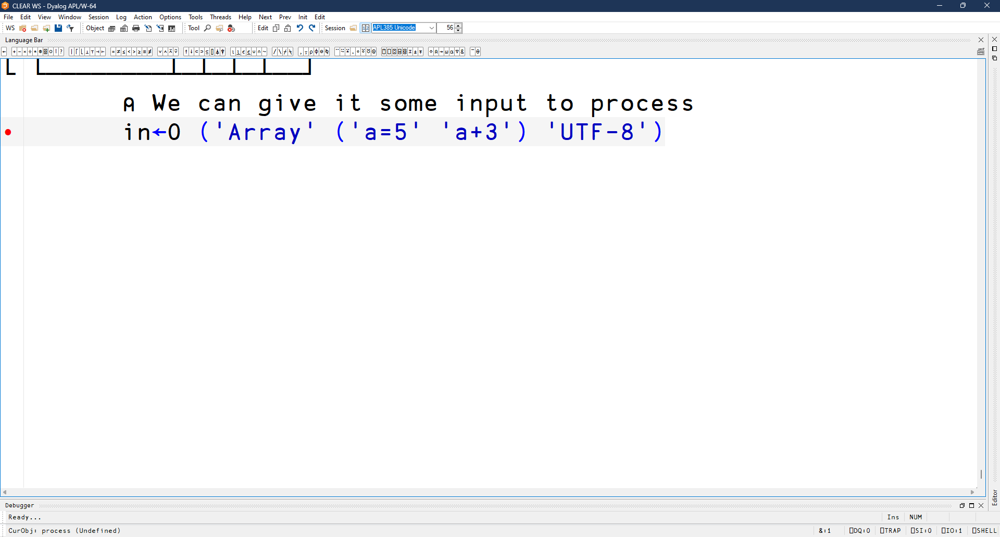 CLEAR WS - Dyalog APL/W-64
File Edit View Window Session Log Action Options Tools Threads Help Next Prev Init Edit
WS Object Tool Edit Session APL385 Unicode 56
Language Bar
⍝ We can give it some input to process
in←0 ('Array' ('a=5' 'a+3') 'UTF-8')
Editor
Debugger
Ready... Ins NUM
CurObj: process (Undefined) &:1 ⎕DQ:0 ⎕TRAP ⎕SI:0 ⎕IO:1 ⎕SHELL